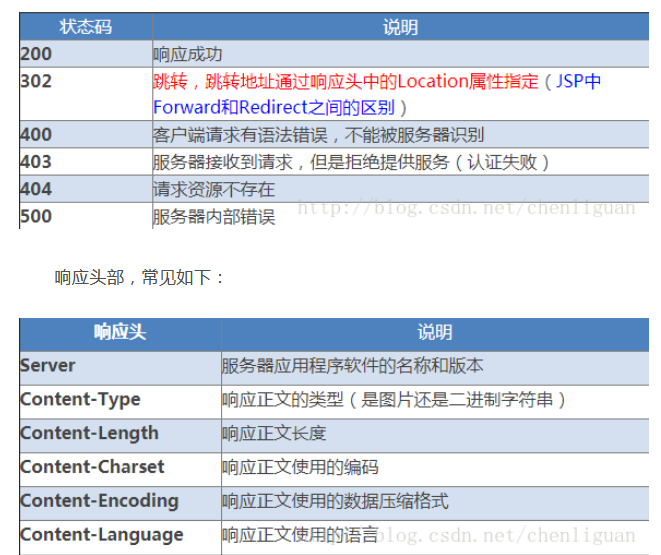 状态码 说明
200 响应成功
302 跳转，跳转地址通过响应头中的Location属性指定（JSP中
Forward和Redirect之间的区别）
400 客户端请求有语法错误，不能被服务器识别
403 服务器接收到请求，但是拒绝提供服务（认证失败）
404 请求资源不存在
500 服务器内部错误
http://blog.csdn.net/chenliguan
响应头部，常见如下：
响应头 说明
Server 服务器应用程序软件的名称和版本
Content-Type 响应正文的类型（是图片还是二进制字符串）
Content-Length 响应正文长度
Content-Charset 响应正文使用的编码
Content-Encoding 响应正文使用的数据压缩格式
Content-Language 响应正文使用的语言
log.csdn.net/chenliguan